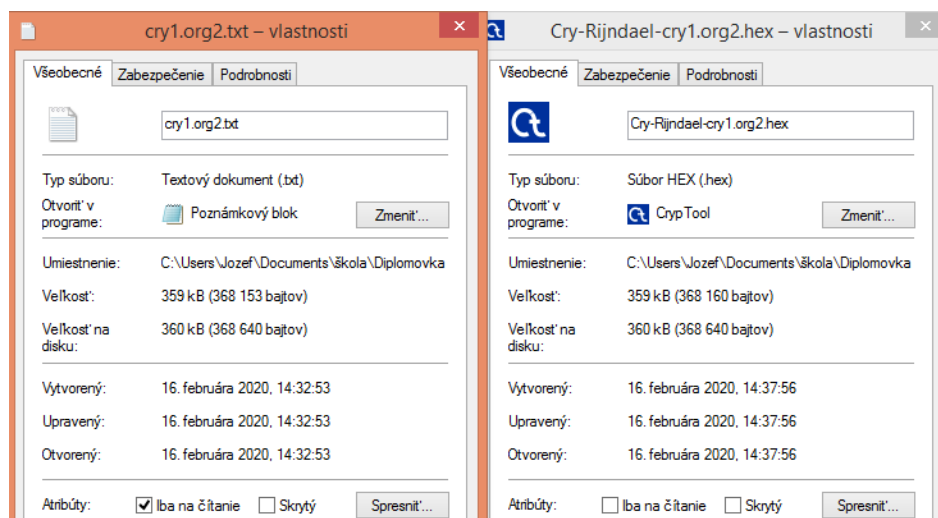 cry1.org2.txt – vlastnosti
Všeobecné Zabezpečenie Podrobnosti
cry1.org2.txt
Typ súboru: Textový dokument (.txt)
Otvoriť v programe: Poznámkový blok Zmeniť...
Umiestnenie: C:\Users\Jozef\Documents\škola\Diplomovka
Veľkosť: 359 kB (368 153 bajtov)
Veľkosť na disku: 360 kB (368 640 bajtov)
Vytvorený: 16. februára 2020, 14:32:53
Upravený: 16. februára 2020, 14:32:53
Otvorený: 16. februára 2020, 14:32:53
Atribúty: Iba na čítanie Skrytý Spresniť...
Cry-Rijndael-cry1.org2.hex – vlastnosti
Všeobecné Zabezpečenie Podrobnosti
Cry-Rijndael-cry1.org2.hex
Typ súboru: Súbor HEX (.hex)
Otvoriť v programe: CrypTool Zmeniť...
Umiestnenie: C:\Users\Jozef\Documents\škola\Diplomovka
Veľkosť: 359 kB (368 160 bajtov)
Veľkosť na disku: 360 kB (368 640 bajtov)
Vytvorený: 16. februára 2020, 14:37:56
Upravený: 16. februára 2020, 14:37:56
Otvorený: 16. februára 2020, 14:37:56
Atribúty: Iba na čítanie Skrytý Spresniť...